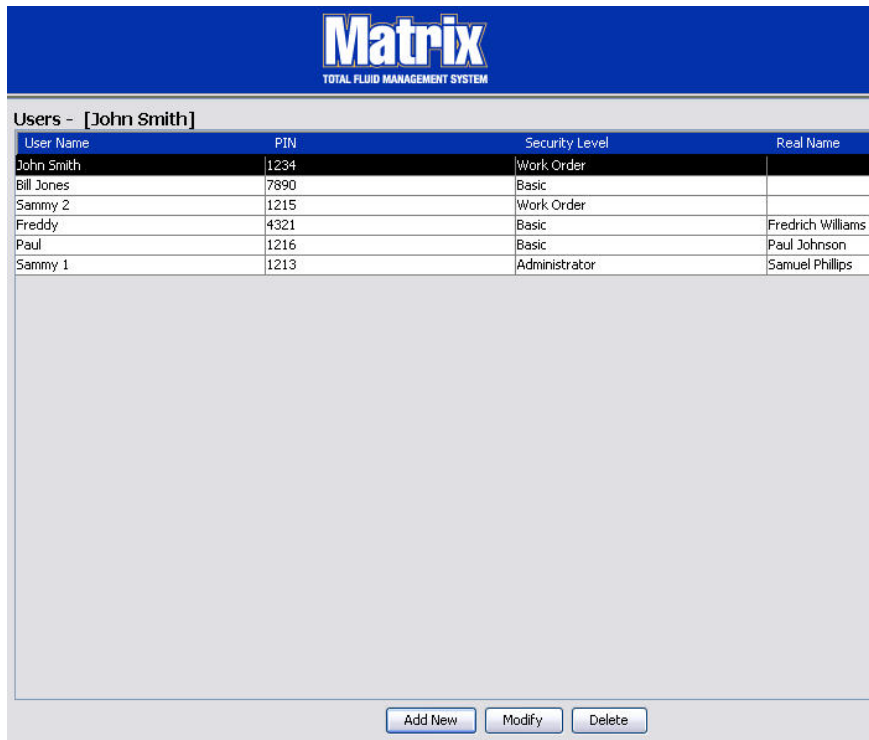 Matrix
TOTAL FLUID MANAGEMENT SYSTEM
Users - [John Smith]
User Name PIN Security Level Real Name
John Smith 1234 Work Order
Bill Jones 7890 Basic
Sammy 2 1215 Work Order
Freddy 4321 Basic Fredrich Williams
Paul 1216 Basic Paul Johnson
Sammy 1 1213 Administrator Samuel Phillips
Add New Modify Delete